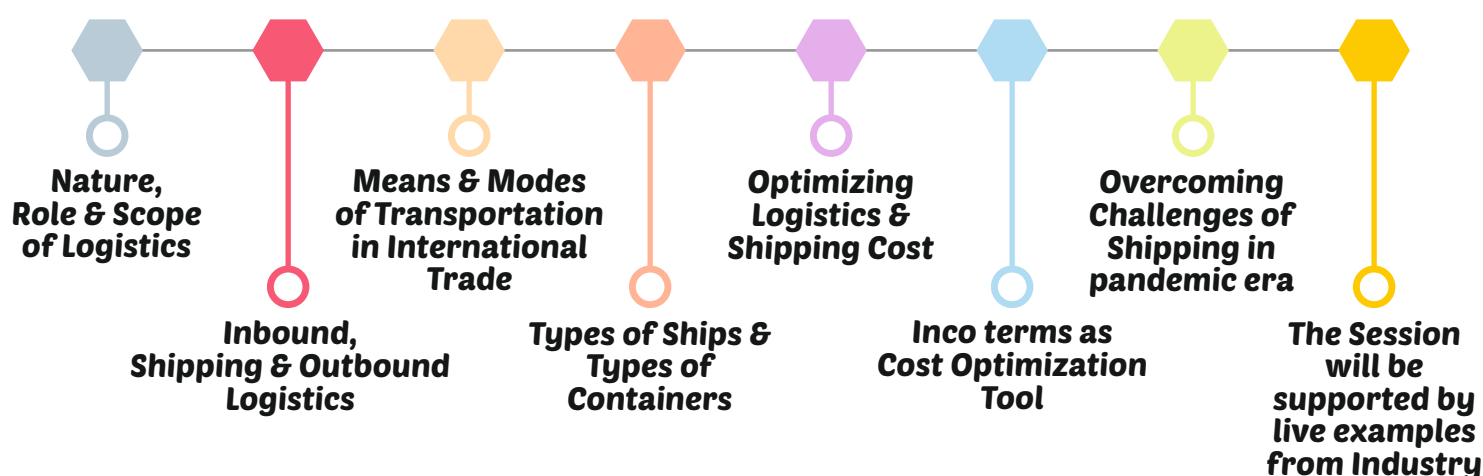 Nature,
Role & Scope
of Logistics
Inbound,
Shipping & Outbound
Logistics
Means & Modes
of Transportation
in International
Trade
Types of Ships &
Types of
Containers
Optimizing
Logistics &
Shipping Cost
Inco terms as
Cost Optimization
Tool
Overcoming
Challenges of
Shipping in
pandemic era
The Session
will be
supported by
live examples
from Industry